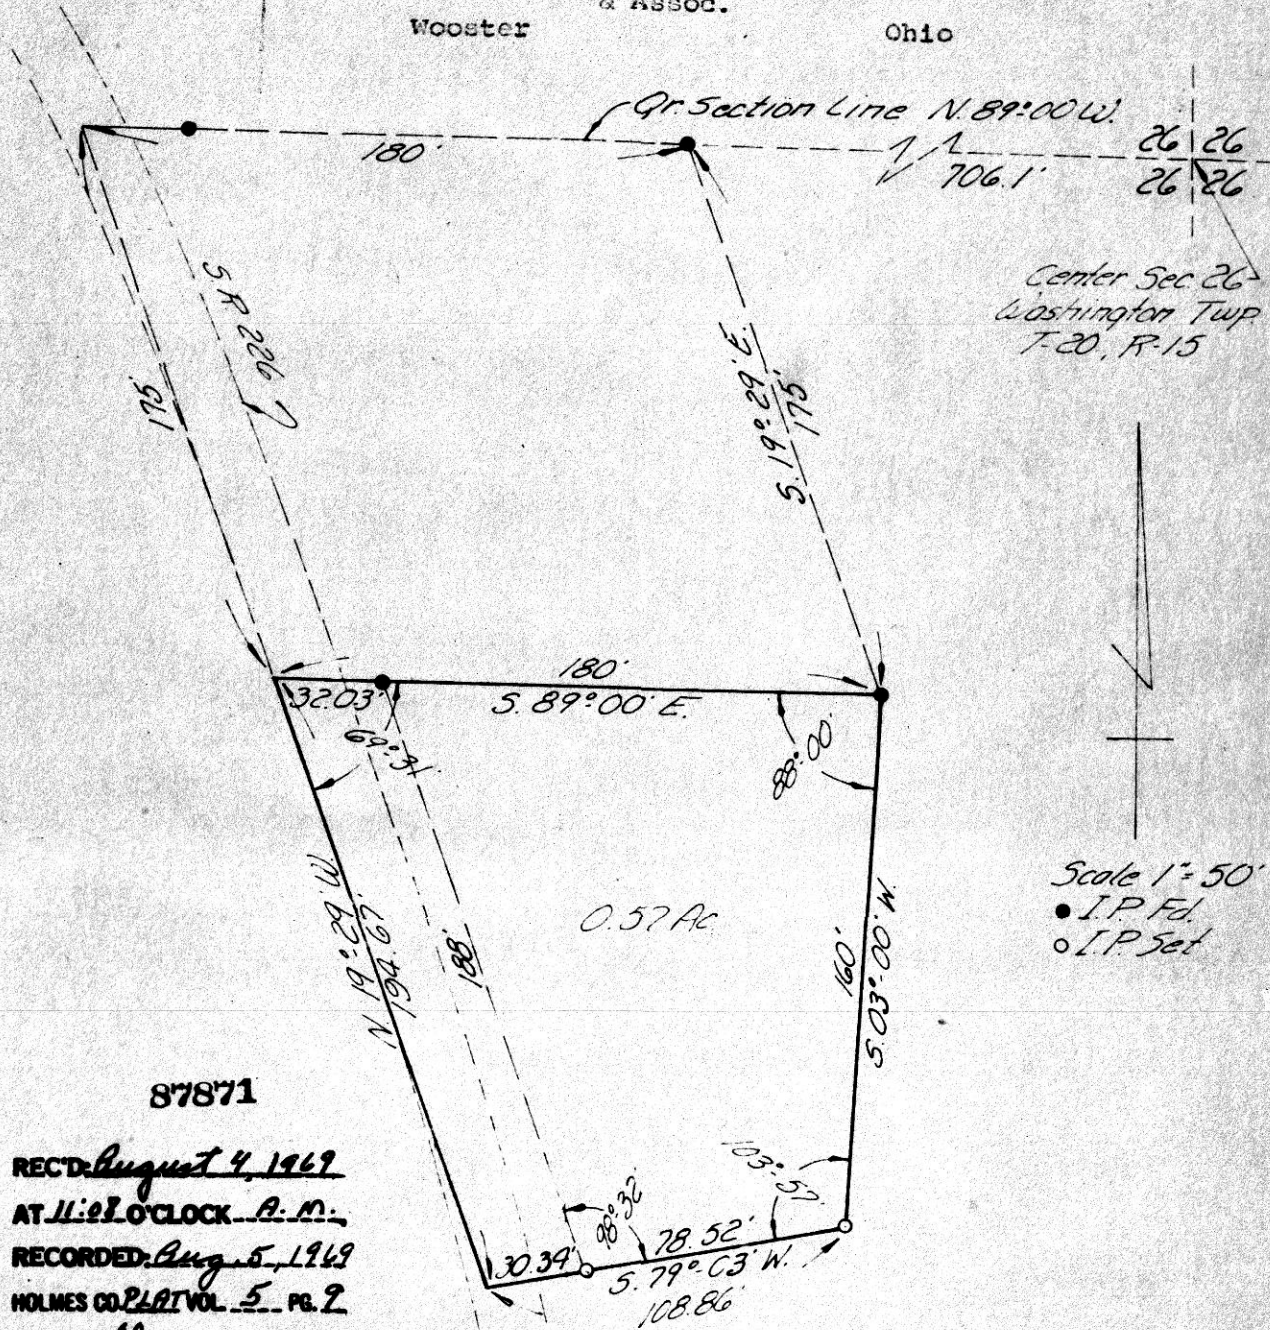 & Assoc.
Wooster Ohio
Qr. Section Line N. 89°00' W.
180'
706.1'
26 26
26 26
Center Sec 26
Washington Twp.
T-20, R-15
S.R 226
175'
S. 19°29' E.
175'
180'
32.03'
S. 89°00' E.
69°31'
88°00'
Scale 1"=50'
I.P. Fd.
I.P. Set
0.57 Ac
N 19°29' W.
194.67'
188'
160'
S.03°00' W.
87871
REC'D: August 4, 1969
AT 11:08 O'CLOCK A.M.
RECORDED: Aug. 5, 1969
HOLMES CO PLAT VOL. 5 PG. 9
103°57'
98°32'
30.34'
78.52'
S. 79°03' W.
108.86'